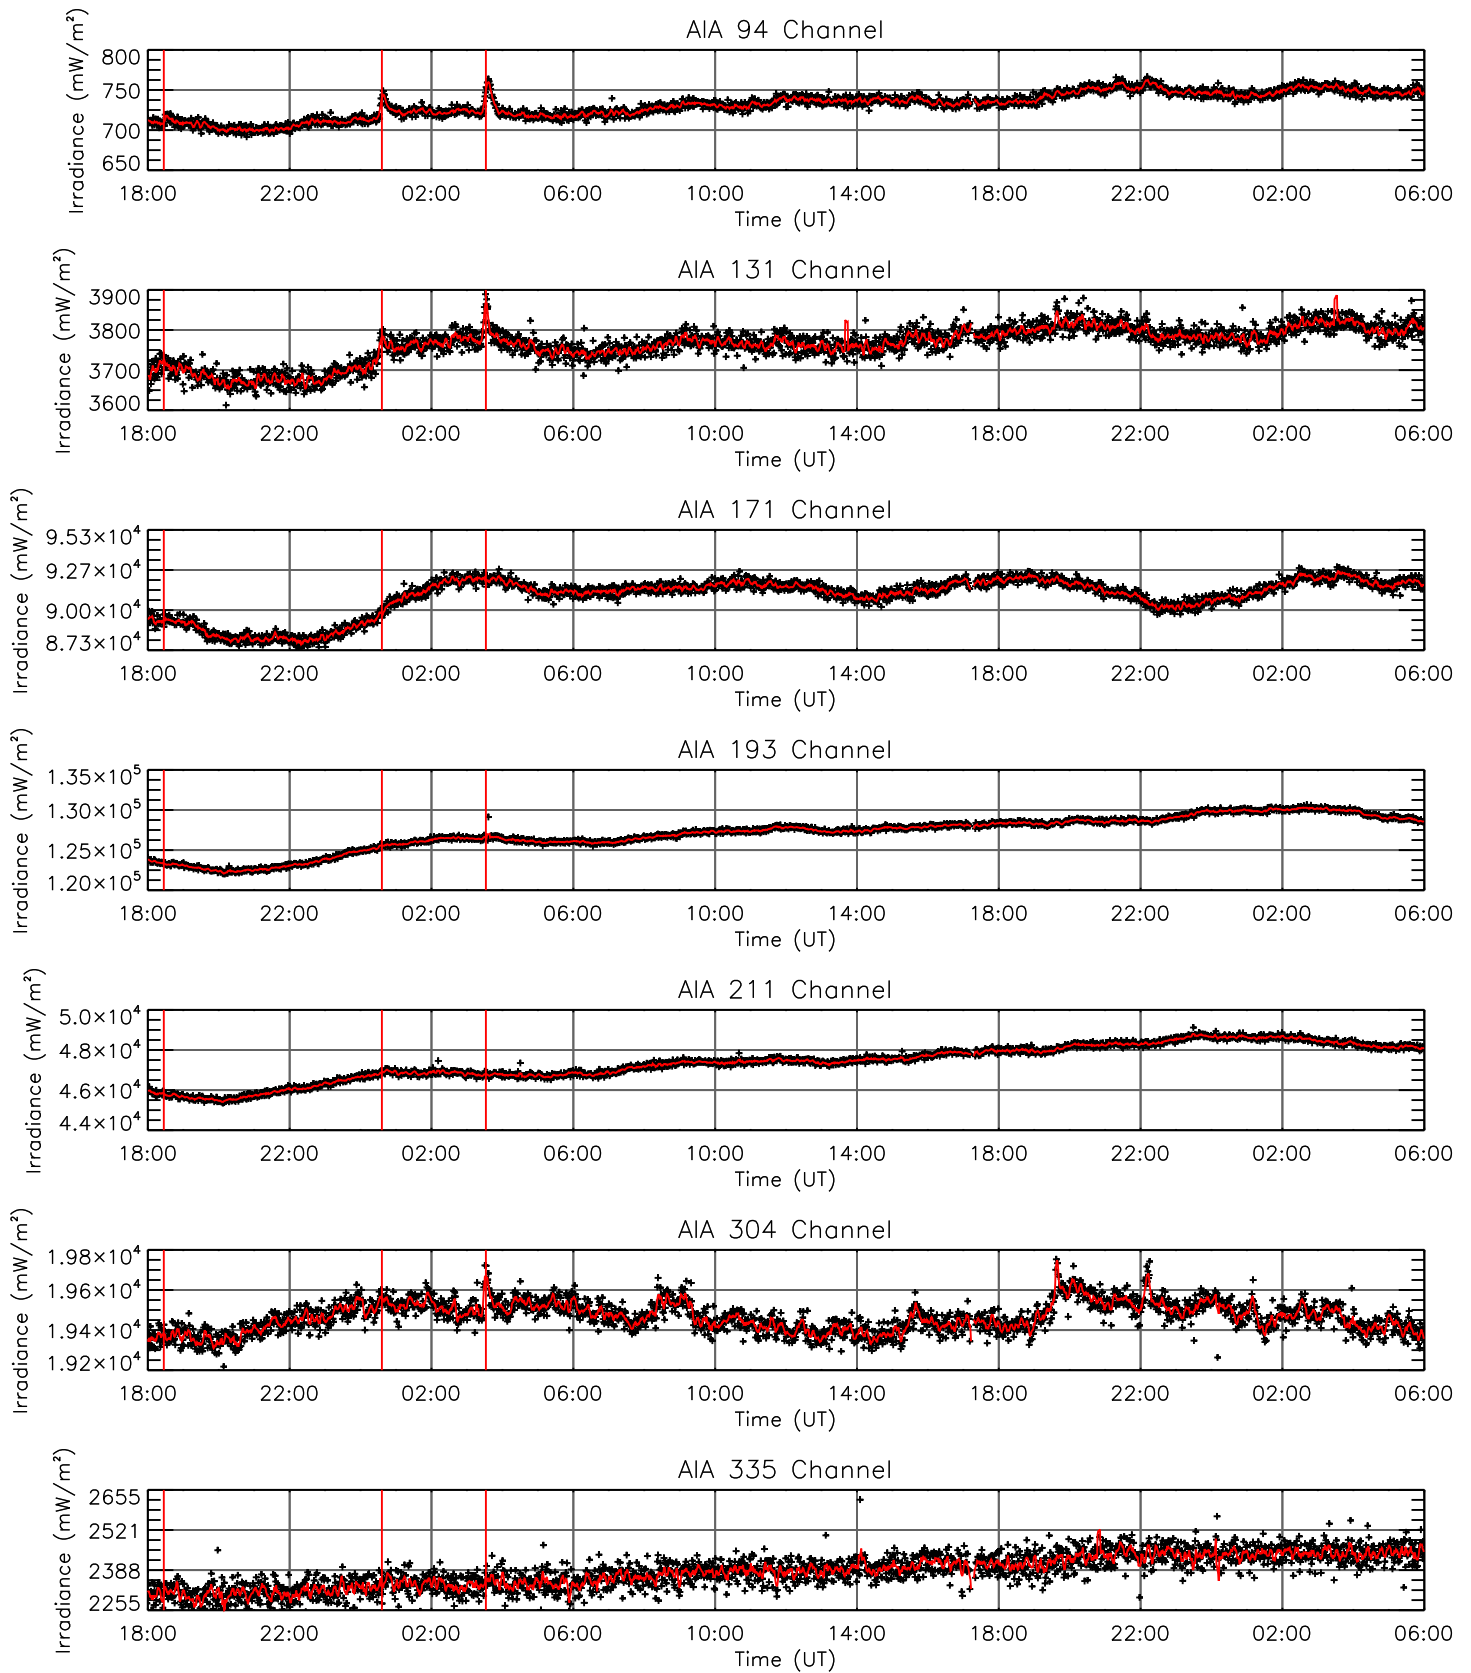 AIA 94 Channel
Irradiance (mW/m²)
800
750
700
650
18:00 22:00 02:00 06:00 10:00 14:00 18:00 22:00 02:00 06:00
Time (UT)
AIA 131 Channel
Irradiance (mW/m²)
3900
3800
3700
3600
18:00 22:00 02:00 06:00 10:00 14:00 18:00 22:00 02:00 06:00
Time (UT)
AIA 171 Channel
Irradiance (mW/m²)
9.53×10⁴
9.27×10⁴
9.00×10⁴
8.73×10⁴
18:00 22:00 02:00 06:00 10:00 14:00 18:00 22:00 02:00 06:00
Time (UT)
AIA 193 Channel
Irradiance (mW/m²)
1.35×10⁵
1.30×10⁵
1.25×10⁵
1.20×10⁵
18:00 22:00 02:00 06:00 10:00 14:00 18:00 22:00 02:00 06:00
Time (UT)
AIA 211 Channel
Irradiance (mW/m²)
5.0×10⁴
4.8×10⁴
4.6×10⁴
4.4×10⁴
18:00 22:00 02:00 06:00 10:00 14:00 18:00 22:00 02:00 06:00
Time (UT)
AIA 304 Channel
Irradiance (mW/m²)
1.98×10⁴
1.96×10⁴
1.94×10⁴
1.92×10⁴
18:00 22:00 02:00 06:00 10:00 14:00 18:00 22:00 02:00 06:00
Time (UT)
AIA 335 Channel
Irradiance (mW/m²)
2655
2521
2388
2255
18:00 22:00 02:00 06:00 10:00 14:00 18:00 22:00 02:00 06:00
Time (UT)